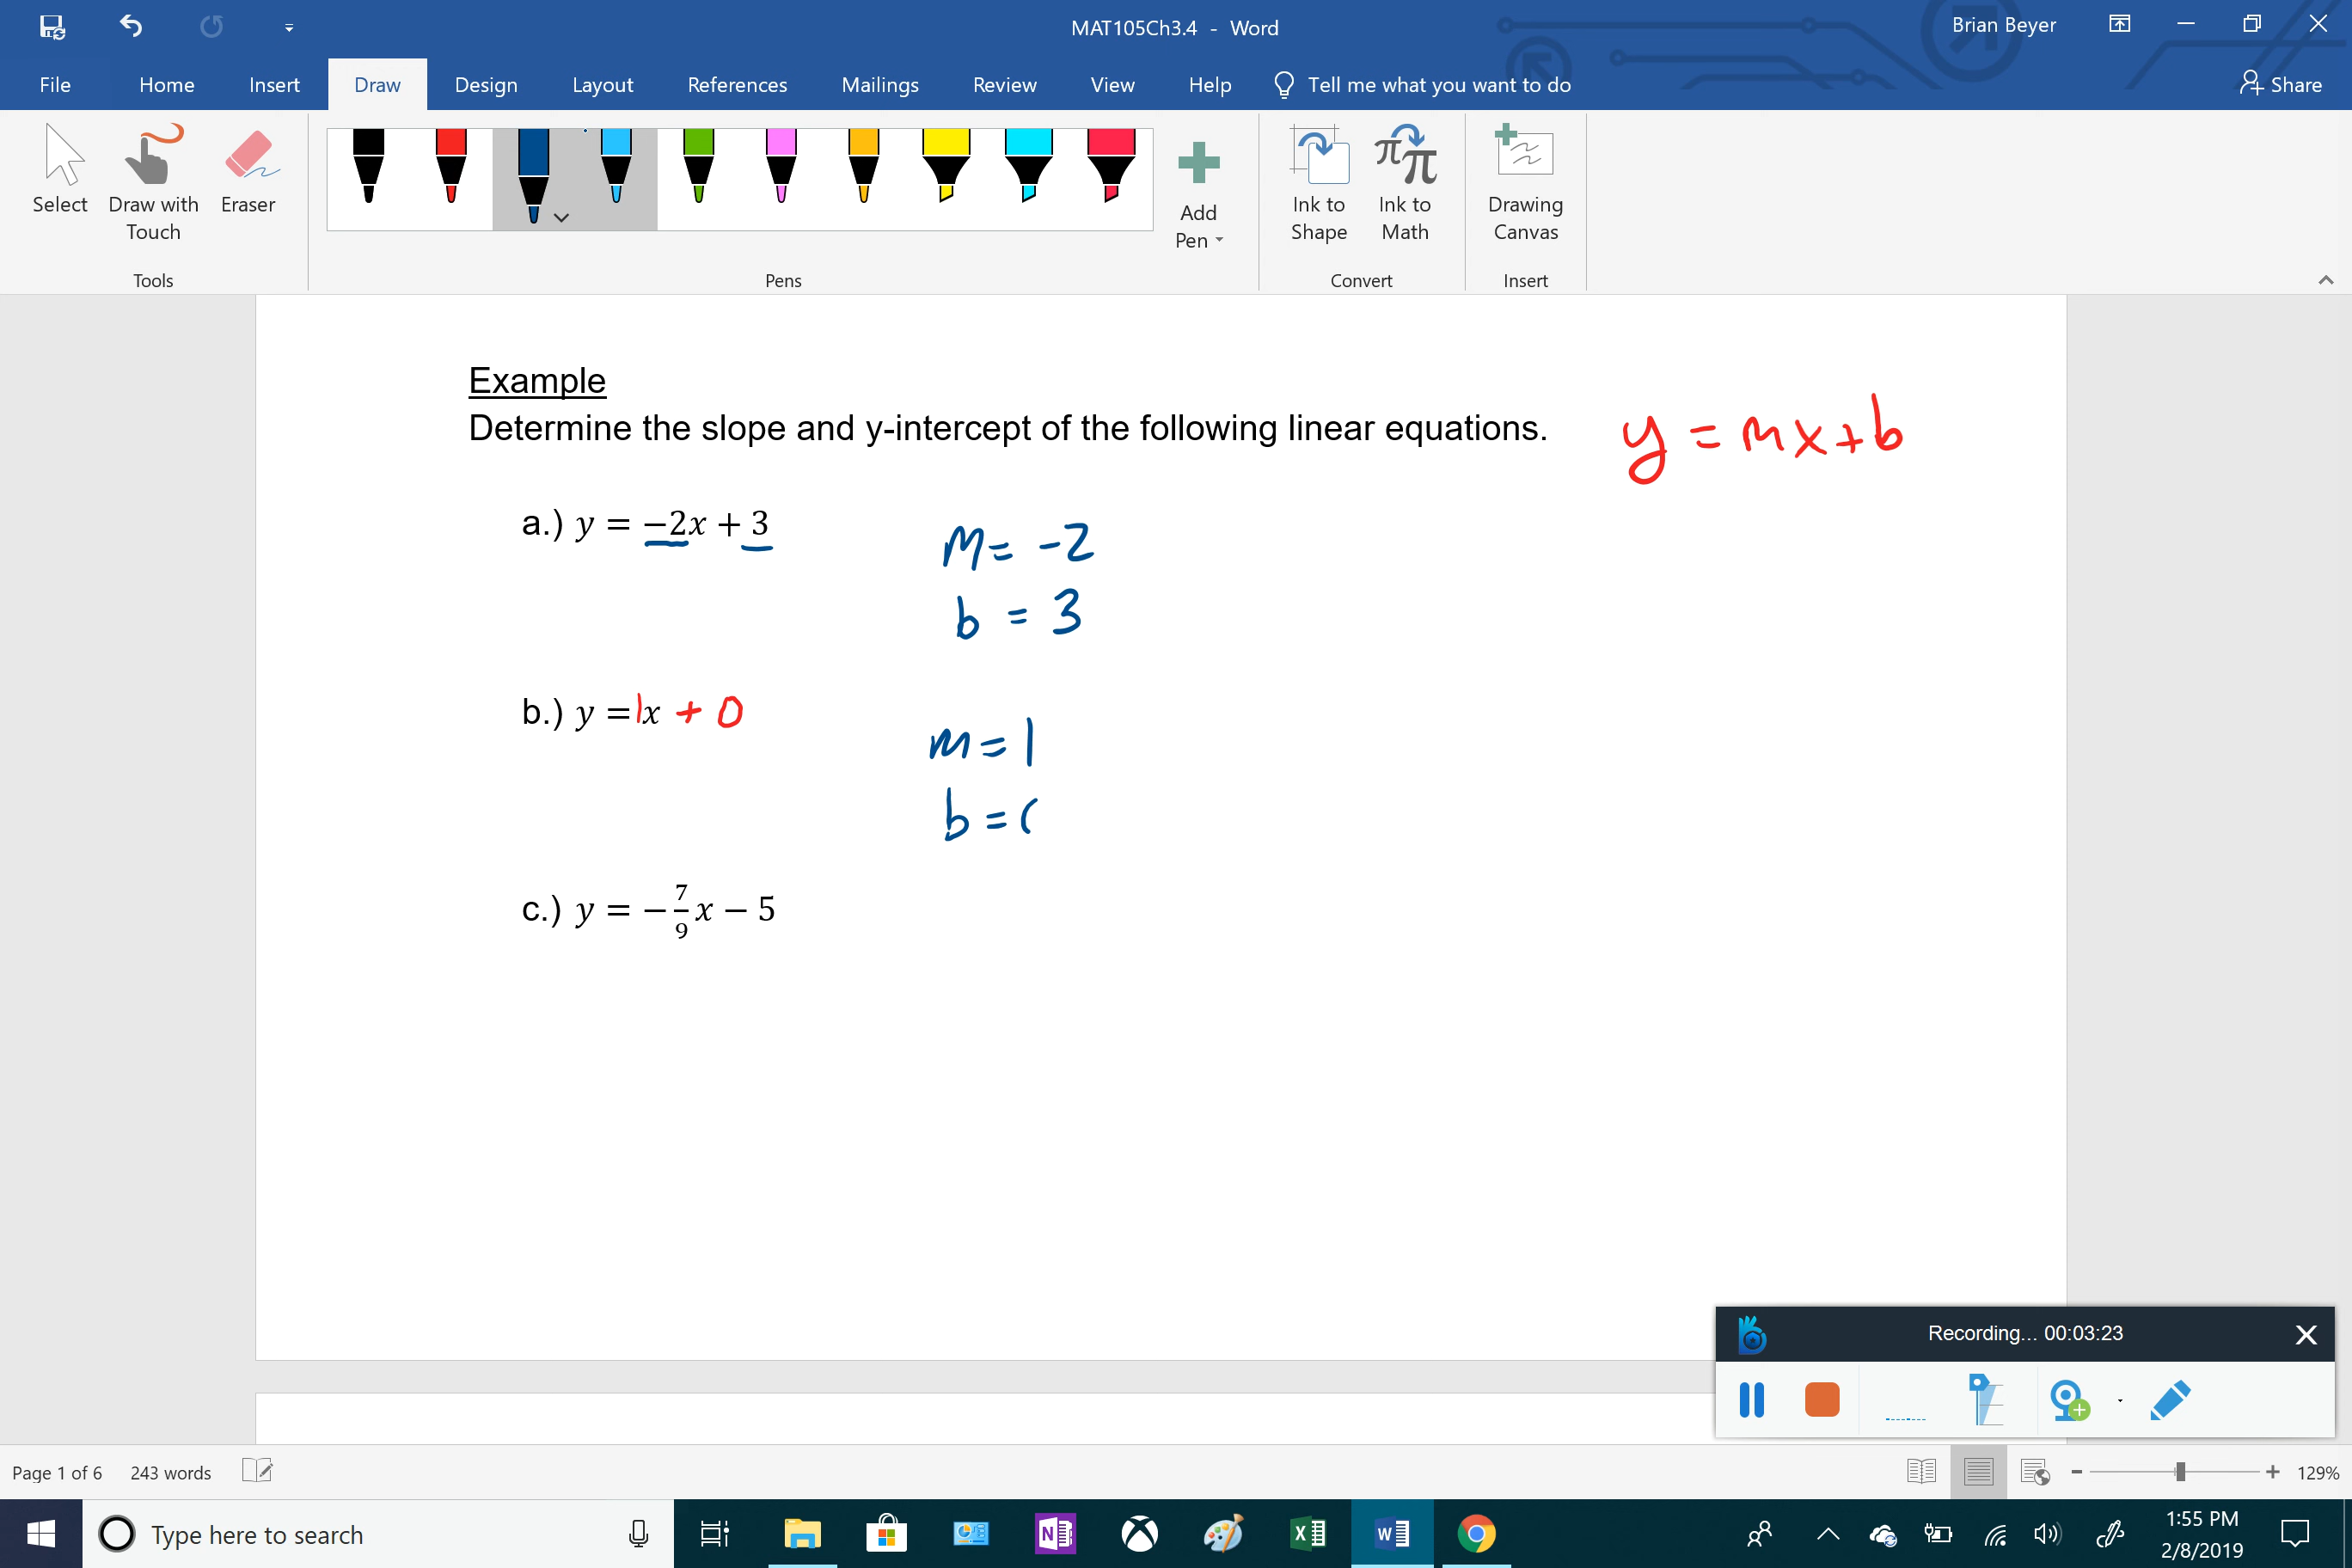 MAT105Ch3.4 - Word
Brian Beyer
File Home Insert Draw Design Layout References Mailings Review View Help Tell me what you want to do Share
Select
Draw with Touch
Eraser
Tools
Pens
Add Pen
Ink to Shape
Ink to Math
Convert
Drawing Canvas
Insert
Example
Determine the slope and y-intercept of the following linear equations.
y = mx+b
a.) y = −2x + 3
m = -2
b = 3
b.) y = 1x + 0
m = 1
b = (
c.) y = −7/9 x − 5
Recording... 00:03:23
Page 1 of 6 243 words
129%
Type here to search
1:55 PM
2/8/2019